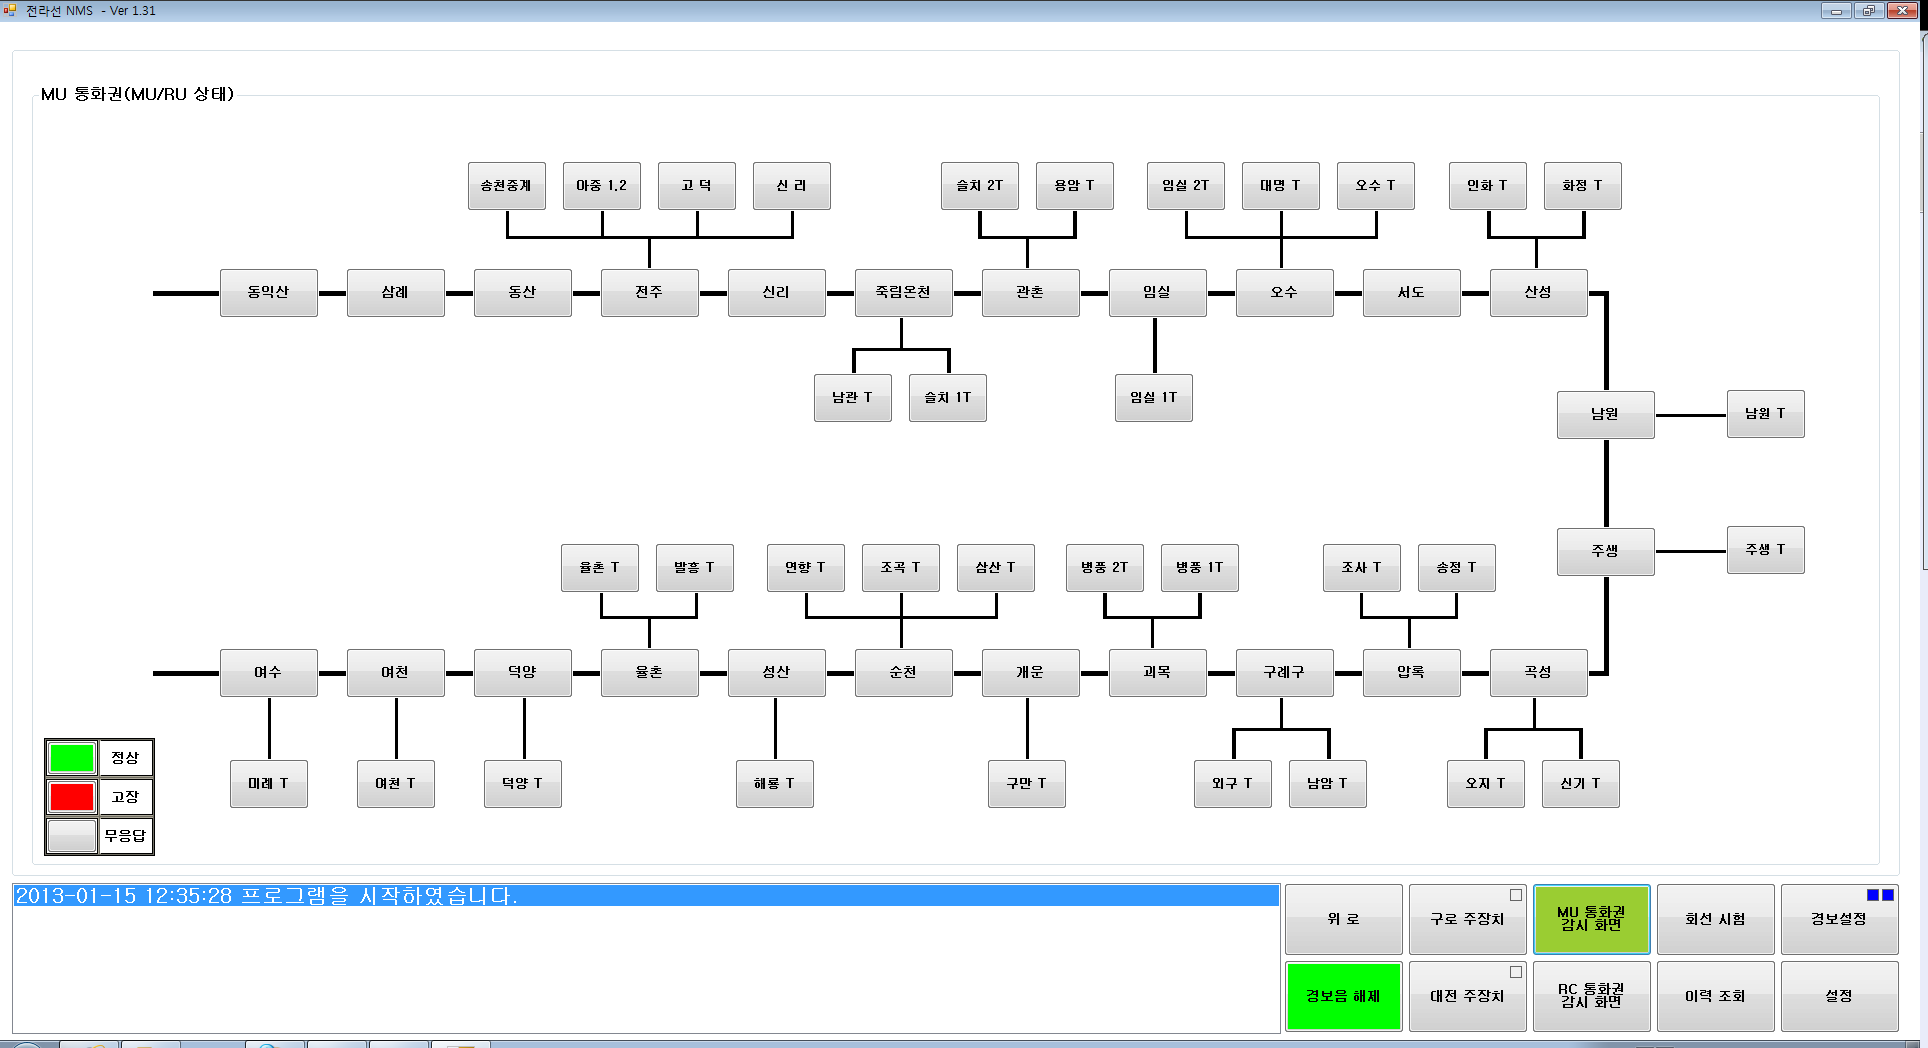 전라선 NMS - Ver 1.31
MU 통화권(MU/RU 상태)
송천중계 아중 1.2 고 덕 신 리 슬치 2T 용암 T 임실 2T 대명 T 오수 T 인화 T 화정 T
동익산 삼례 동산 전주 신리 죽림온천 관촌 임실 오수 서도 산성
남관 T 슬치 1T 임실 1T
남원 남원 T
주생 주생 T
율촌 T 발흥 T 연향 T 조곡 T 삼산 T 병풍 2T 병풍 1T 조사 T 송정 T
여수 여천 덕양 율촌 성산 순천 개운 괴목 구례구 압록 곡성
미례 T 여천 T 덕양 T 해룡 T 구만 T 외구 T 남암 T 오지 T 신기 T
정상
고장
무응답
2013-01-15 12:35:28 프로그램을 시작하였습니다.
위 로 구로 주장치 MU 통화권 회선 시험 경보설정
감시 화면
경보음 해제 대전 주장치 RC 통화권 이력 조회 설정
감시 화면